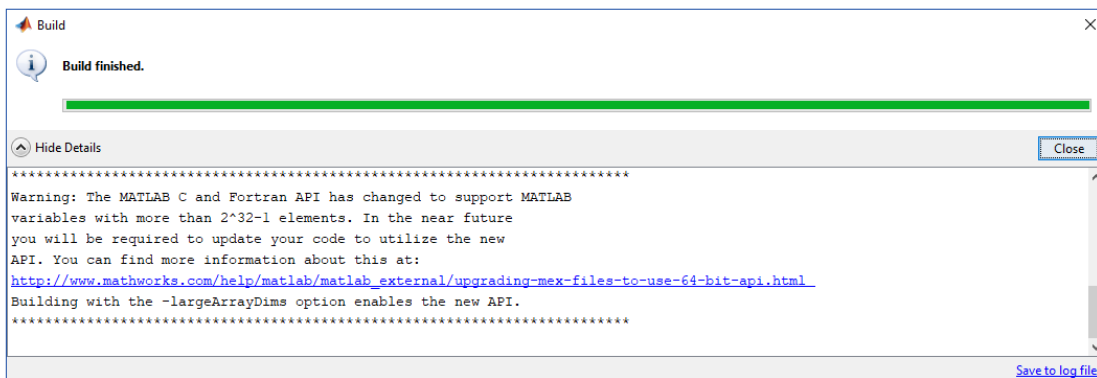 Build
Build finished.
Hide Details
Close
**************************************************************************
Warning: The MATLAB C and Fortran API has changed to support MATLAB
variables with more than 2^32-1 elements. In the near future
you will be required to update your code to utilize the new
API. You can find more information about this at:
http://www.mathworks.com/help/matlab/matlab_external/upgrading-mex-files-to-use-64-bit-api.html
Building with the -largeArrayDims option enables the new API.
**************************************************************************
Save to log file